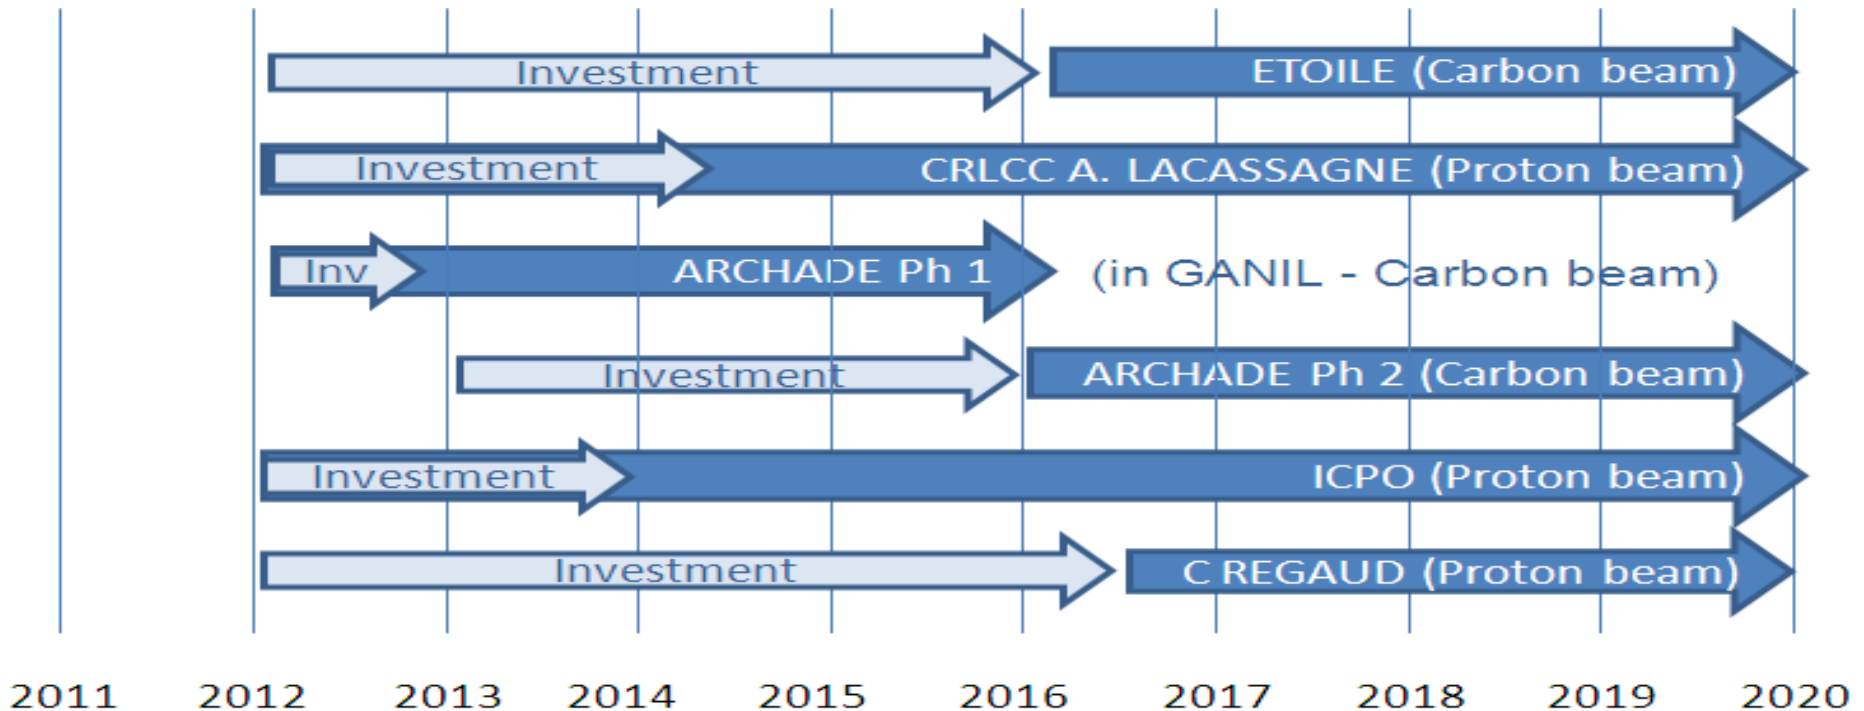 Investment ETOILE (Carbon beam)
Investment CRLCC A. LACASSAGNE (Proton beam)
Inv ARCHADE Ph 1 (in GANIL - Carbon beam)
Investment ARCHADE Ph 2 (Carbon beam)
Investment ICPO (Proton beam)
Investment C REGAUD (Proton beam)
2011 2012 2013 2014 2015 2016 2017 2018 2019 2020